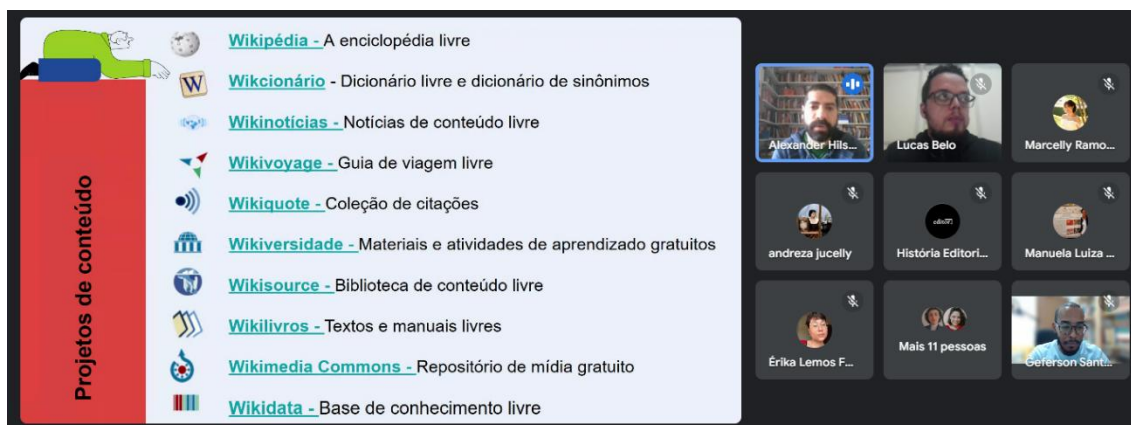 Projetos de conteúdo
Wikipédia - A enciclopédia livre
W
Wikcionário - Dicionário livre e dicionário de sinônimos
Wikinotícias - Notícias de conteúdo livre
Wikivoyage - Guia de viagem livre
Wikiquote - Coleção de citações
Wikiversidade - Materiais e atividades de aprendizado gratuitos
Wikisource - Biblioteca de conteúdo livre
Wikilivros - Textos e manuais livres
Wikimedia Commons - Repositório de mídia gratuito
Wikidata - Base de conhecimento livre
Alexander Hils...
Lucas Belo
Marcelly Ramo...
andreza jucelly
História Editori...
Manuela Luiza ...
Érika Lemos F...
Mais 11 pessoas
Geferson Sant...